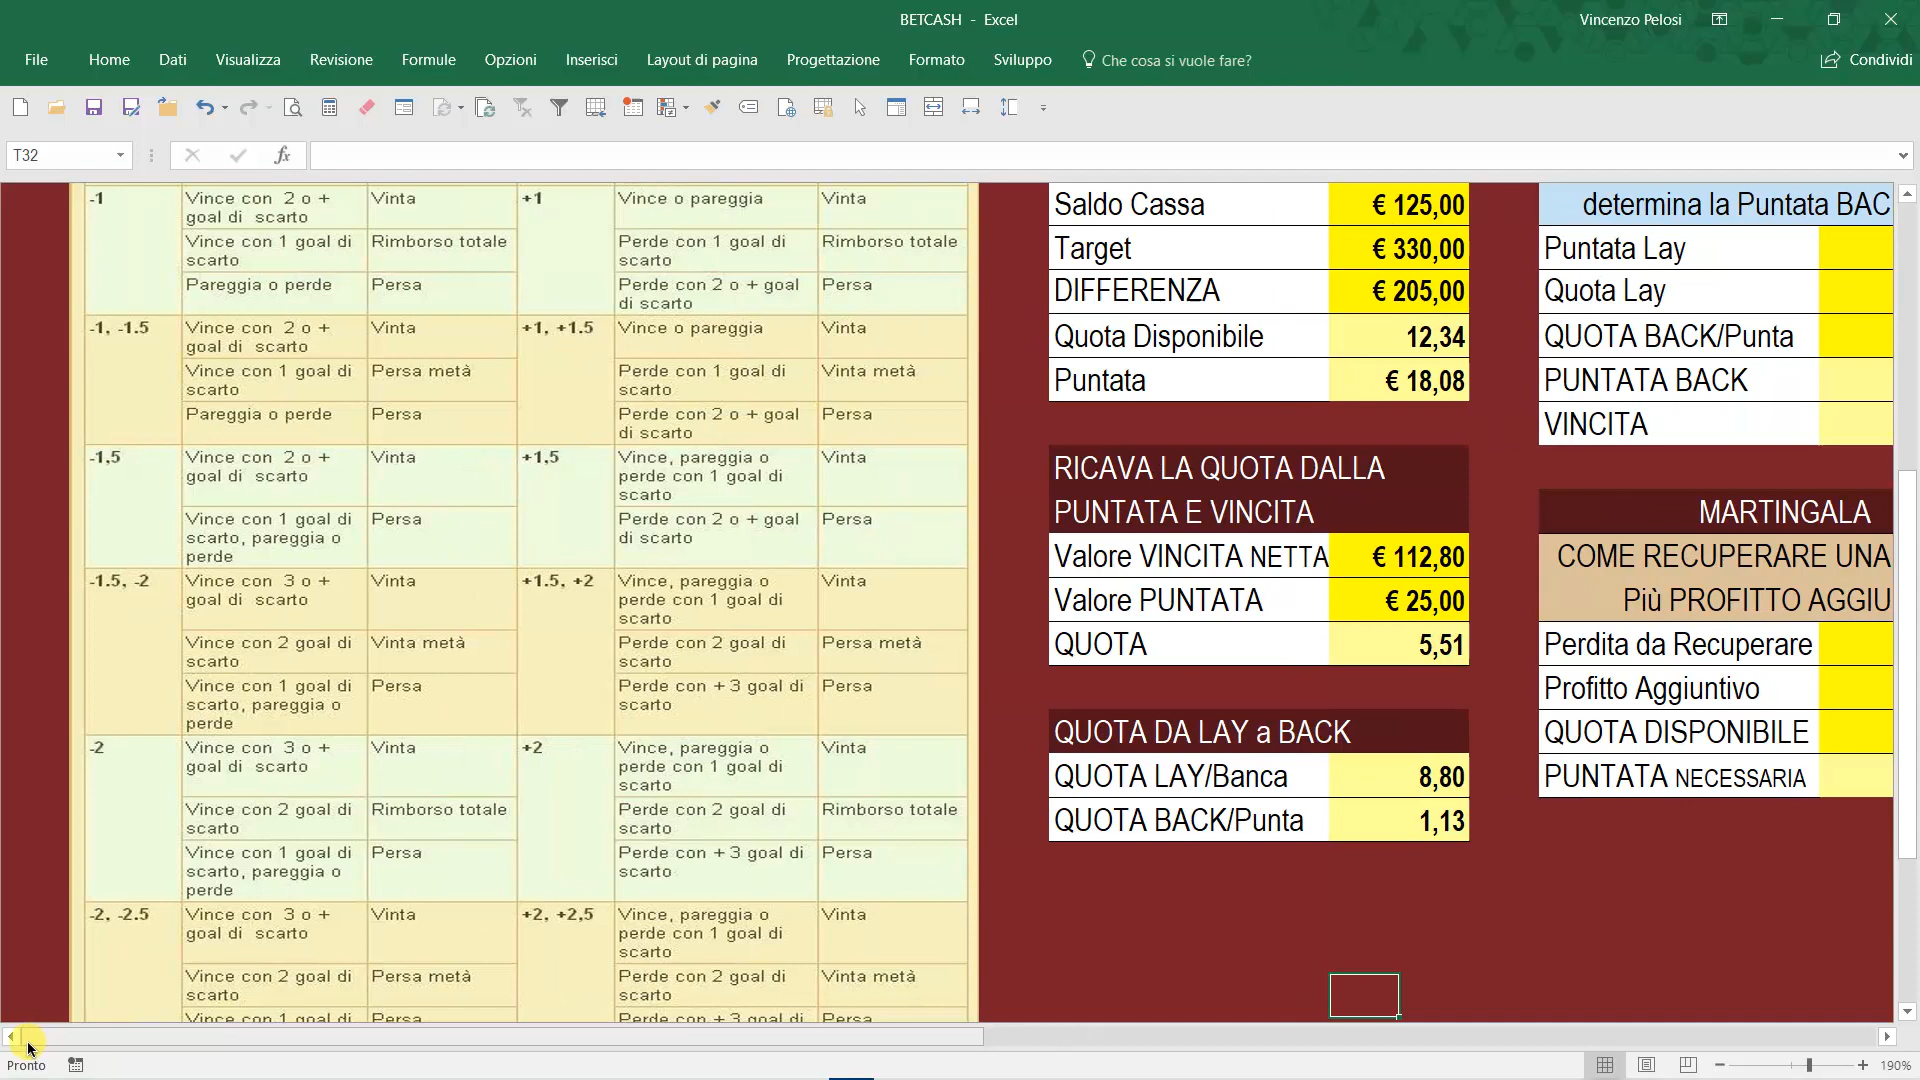 BETCASH - Excel
Vincenzo Pelosi
File Home Dati Visualizza Revisione Formule Opzioni Inserisci Layout di pagina Progettazione Formato Sviluppo Che cosa si vuole fare? Condividi
T32
fx
-1 Vince con 2 o + Vinta +1 Vince o pareggia Vinta
goal di scarto
Vince con 1 goal di Rimborso totale Perde con 1 goal di Rimborso totale
scarto scarto
Pareggia o perde Persa Perde con 2 o + goal Persa
di scarto
-1, -1.5 Vince con 2 o + Vinta +1, +1.5 Vince o pareggia Vinta
goal di scarto
Vince con 1 goal di Persa metà Perde con 1 goal di Vinta metà
scarto scarto
Pareggia o perde Persa Perde con 2 o + goal Persa
di scarto
-1,5 Vince con 2 o + Vinta +1,5 Vince, pareggia o Vinta
goal di scarto perde con 1 goal di
scarto
Vince con 1 goal di Persa Perde con 2 o + goal Persa
scarto, pareggia o di scarto
perde
-1.5, -2 Vince con 3 o + Vinta +1.5, +2 Vince, pareggia o Vinta
goal di scarto perde con 1 goal di
scarto
Vince con 2 goal di Vinta metà Perde con 2 goal di Persa metà
scarto scarto
Vince con 1 goal di Persa Perde con + 3 goal di Persa
scarto, pareggia o scarto
perde
-2 Vince con 3 o + Vinta +2 Vince, pareggia o Vinta
goal di scarto perde con 1 goal di
scarto
Vince con 2 goal di Rimborso totale Perde con 2 goal di Rimborso totale
scarto scarto
Vince con 1 goal di Persa Perde con + 3 goal di Persa
scarto, pareggia o scarto
perde
-2, -2.5 Vince con 3 o + Vinta +2, +2,5 Vince, pareggia o Vinta
goal di scarto perde con 1 goal di
scarto
Vince con 2 goal di Persa metà Perde con 2 goal di Vinta metà
scarto scarto
Vince con 1 goal di Persa Perde con + 3 goal di Persa
Saldo Cassa € 125,00
Target € 330,00
DIFFERENZA € 205,00
Quota Disponibile 12,34
Puntata € 18,08
RICAVA LA QUOTA DALLA
PUNTATA E VINCITA
Valore VINCITA NETTA € 112,80
Valore PUNTATA € 25,00
QUOTA 5,51
QUOTA DA LAY a BACK
QUOTA LAY/Banca 8,80
QUOTA BACK/Punta 1,13
determina la Puntata BAC
Puntata Lay
Quota Lay
QUOTA BACK/Punta
PUNTATA BACK
VINCITA
MARTINGALA
COME RECUPERARE UNA
Più PROFITTO AGGIU
Perdita da Recuperare
Profitto Aggiuntivo
QUOTA DISPONIBILE
PUNTATA NECESSARIA
Pronto
190%